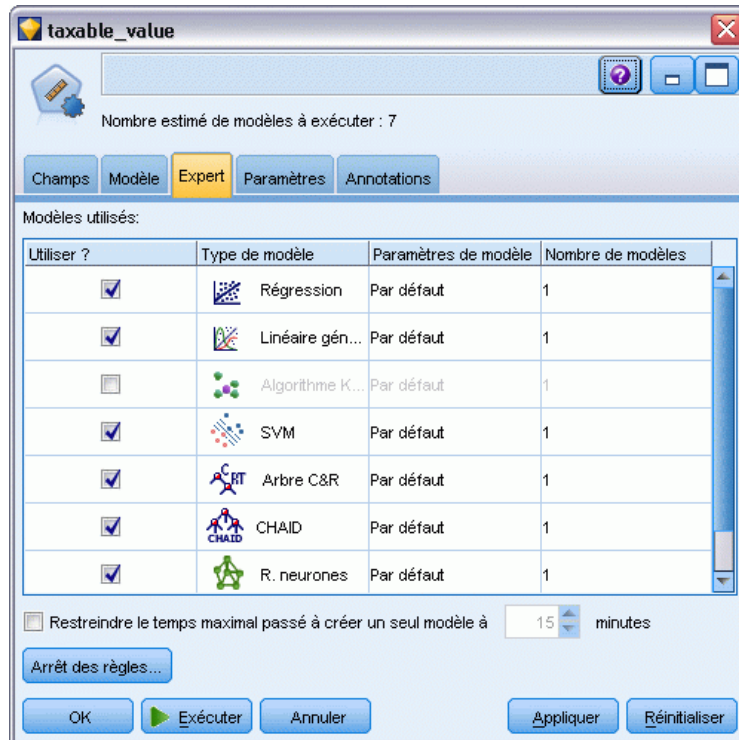 taxable_value
Nombre estimé de modèles à exécuter : 7
Champs Modèle Expert Paramètres Annotations
Modèles utilisés:
Utiliser ? Type de modèle Paramètres de modèle Nombre de modèles
Régression Par défaut 1
Linéaire gén... Par défaut 1
Algorithme K... Par défaut 1
SVM Par défaut 1
C RT Arbre C&R Par défaut 1
CHAID CHAID Par défaut 1
R. neurones Par défaut 1
Restreindre le temps maximal passé à créer un seul modèle à 15 minutes
Arrêt des règles...
OK Exécuter Annuler Appliquer Réinitialiser